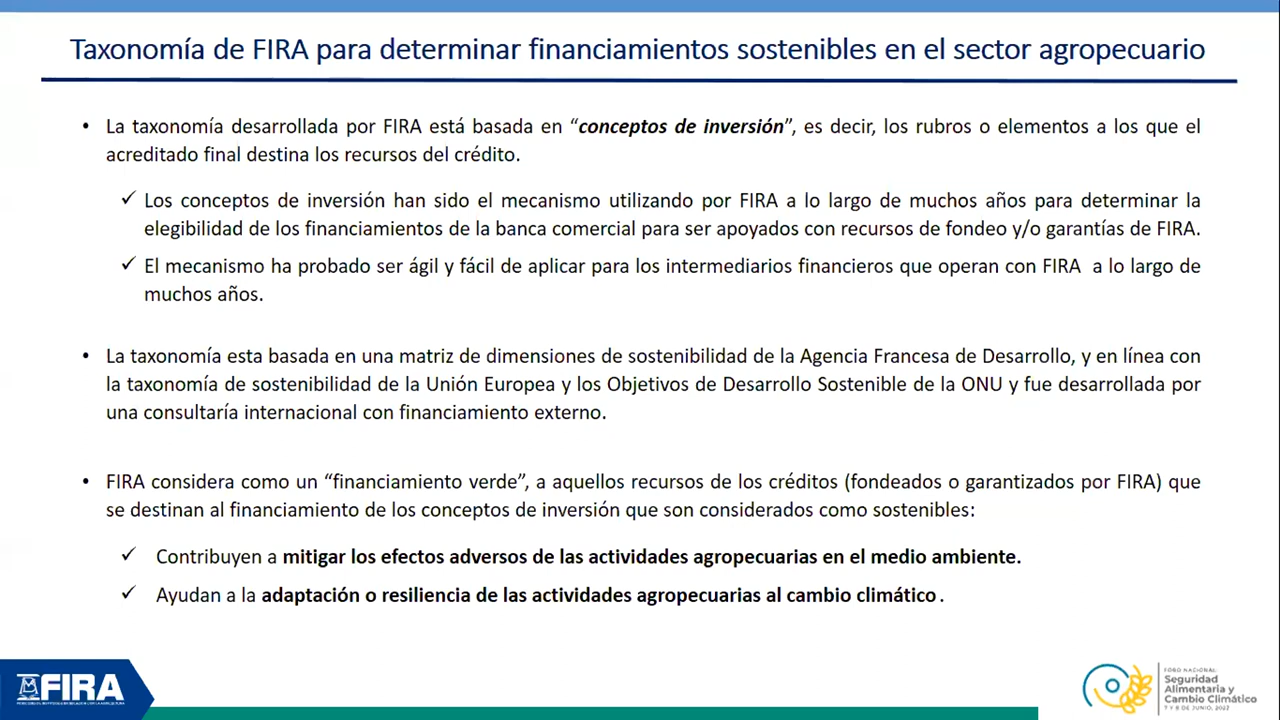 Taxonomía de FIRA para determinar financiamientos sostenibles en el sector agropecuario
• La taxonomía desarrollada por FIRA está basada en “conceptos de inversión”, es decir, los rubros o elementos a los que el
acreditado final destina los recursos del crédito.
✓ Los conceptos de inversión han sido el mecanismo utilizando por FIRA a lo largo de muchos años para determinar la
elegibilidad de los financiamientos de la banca comercial para ser apoyados con recursos de fondeo y/o garantías de FIRA.
✓ El mecanismo ha probado ser ágil y fácil de aplicar para los intermediarios financieros que operan con FIRA a lo largo de
muchos años.
• La taxonomía esta basada en una matriz de dimensiones de sostenibilidad de la Agencia Francesa de Desarrollo, y en línea con
la taxonomía de sostenibilidad de la Unión Europea y los Objetivos de Desarrollo Sostenible de la ONU y fue desarrollada por
una consultaría internacional con financiamiento externo.
• FIRA considera como un “financiamiento verde”, a aquellos recursos de los créditos (fondeados o garantizados por FIRA) que
se destinan al financiamiento de los conceptos de inversión que son considerados como sostenibles:
✓ Contribuyen a mitigar los efectos adversos de las actividades agropecuarias en el medio ambiente.
✓ Ayudan a la adaptación o resiliencia de las actividades agropecuarias al cambio climático.
FIRA
FORO NACIONAL
Seguridad
Alimentaria y
Cambio Climático
7 Y 8 DE JUNIO, 2022